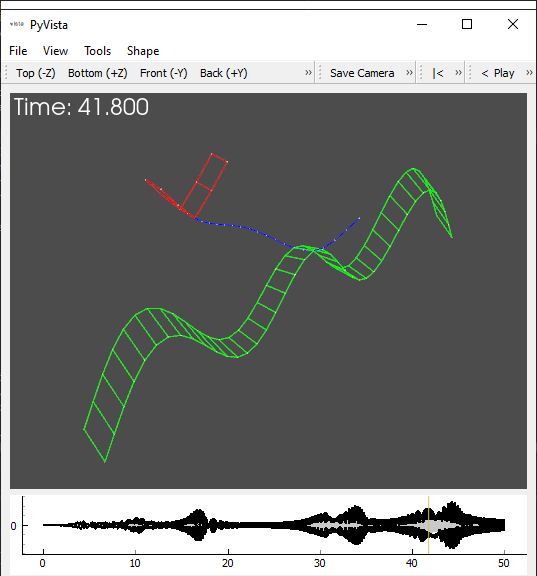 PyVista
File View Tools Shape
Top (-Z) Bottom (+Z) Front (-Y) Back (+Y) » Save Camera » |< » < Play »
Time: 41.800
0
0 10 20 30 40 50